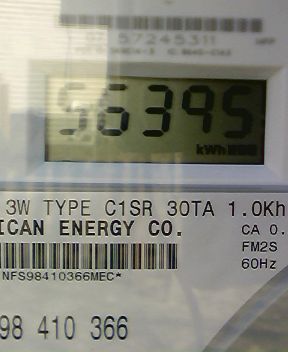 57245311
56395
kWh
3W TYPE C1SR 30TA 1.0Kh
ICAN ENERGY CO.
CA 0.
FM2S
NFS98410366MEC*
60Hz
98 410 366